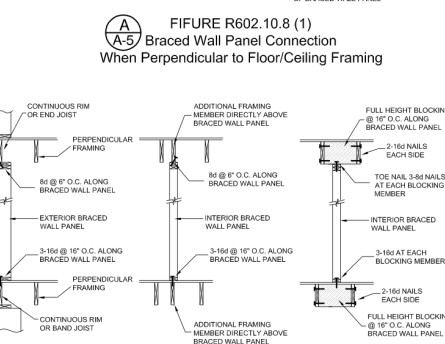 A
A-5
FIFURE R602.10.8 (1)
Braced Wall Panel Connection
When Perpendicular to Floor/Ceiling Framing
CONTINUOUS RIM
OR END JOIST
PERPENDICULAR
FRAMING
8d @ 6" O.C. ALONG
BRACED WALL PANEL
EXTERIOR BRACED
WALL PANEL
3-16d @ 16" O.C. ALONG
BRACED WALL PANEL
PERPENDICULAR
FRAMING
CONTINUOUS RIM
OR BAND JOIST
ADDITIONAL FRAMING
MEMBER DIRECTLY ABOVE
BRACED WALL PANEL
8d @ 6" O.C. ALONG
BRACED WALL PANEL
INTERIOR BRACED
WALL PANEL
3-16d @ 16" O.C. ALONG
BRACED WALL PANEL
ADDITIONAL FRAMING
MEMBER DIRECTLY ABOVE
BRACED WALL PANEL
FULL HEIGHT BLOCKIN
@ 16" O.C. ALONG
BRACED WALL PANEL
2-16d NAILS
EACH SIDE
TOE NAIL 3-8d NAILS
AT EACH BLOCKING
MEMBER
INTERIOR BRACED
WALL PANEL
3-16d AT EACH
BLOCKING MEMBER
2-16d NAILS
EACH SIDE
FULL HEIGHT BLOCKIN
@ 16" O.C. ALONG
BRACED WALL PANEL